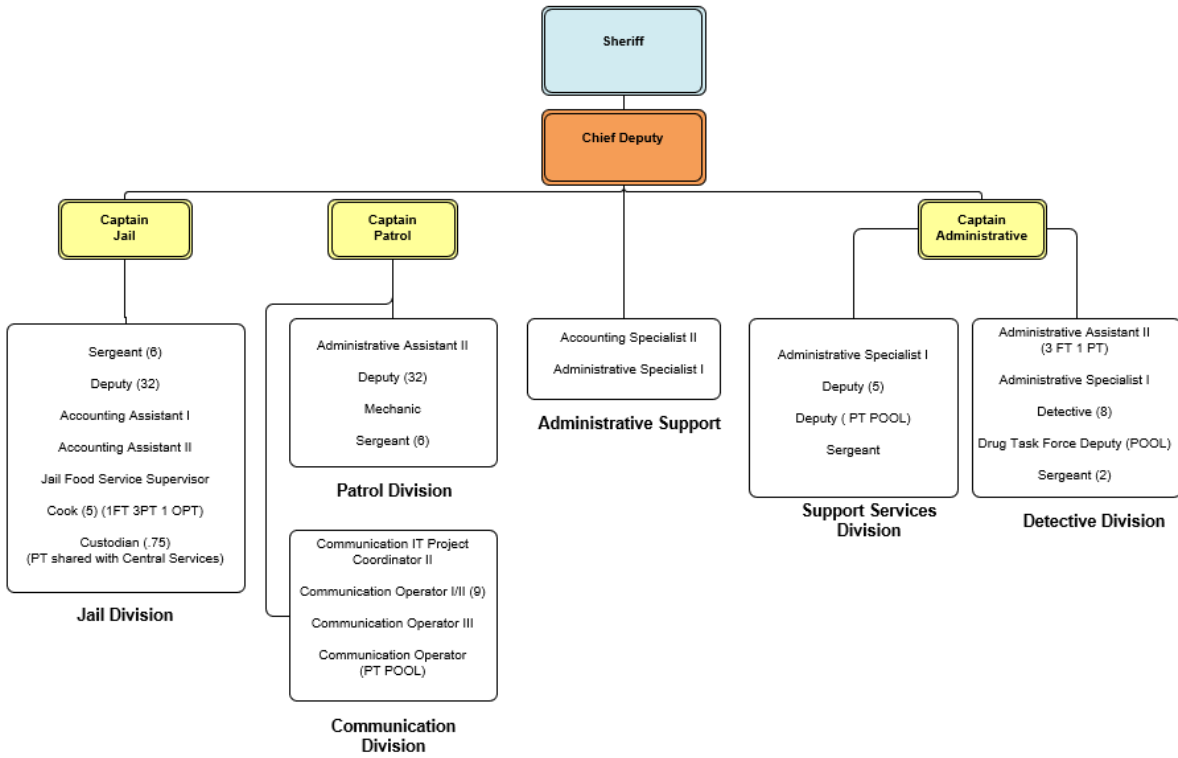 Sheriff
Chief Deputy
Captain
Jail
Captain
Patrol
Captain
Administrative
Sergeant (6)
Deputy (32)
Accounting Assistant I
Accounting Assistant II
Jail Food Service Supervisor
Cook (5) (1FT 3PT 1 OPT)
Custodian (.75)
(PT shared with Central Services)
Jail Division
Administrative Assistant II
Deputy (32)
Mechanic
Sergeant (6)
Patrol Division
Communication IT Project
Coordinator II
Communication Operator I/II (9)
Communication Operator III
Communication Operator
(PT POOL)
Communication
Division
Accounting Specialist II
Administrative Specialist I
Administrative Support
Administrative Specialist I
Deputy (5)
Deputy ( PT POOL)
Sergeant
Support Services
Division
Administrative Assistant II
(3 FT 1 PT)
Administrative Specialist I
Detective (8)
Drug Task Force Deputy (POOL)
Sergeant (2)
Detective Division